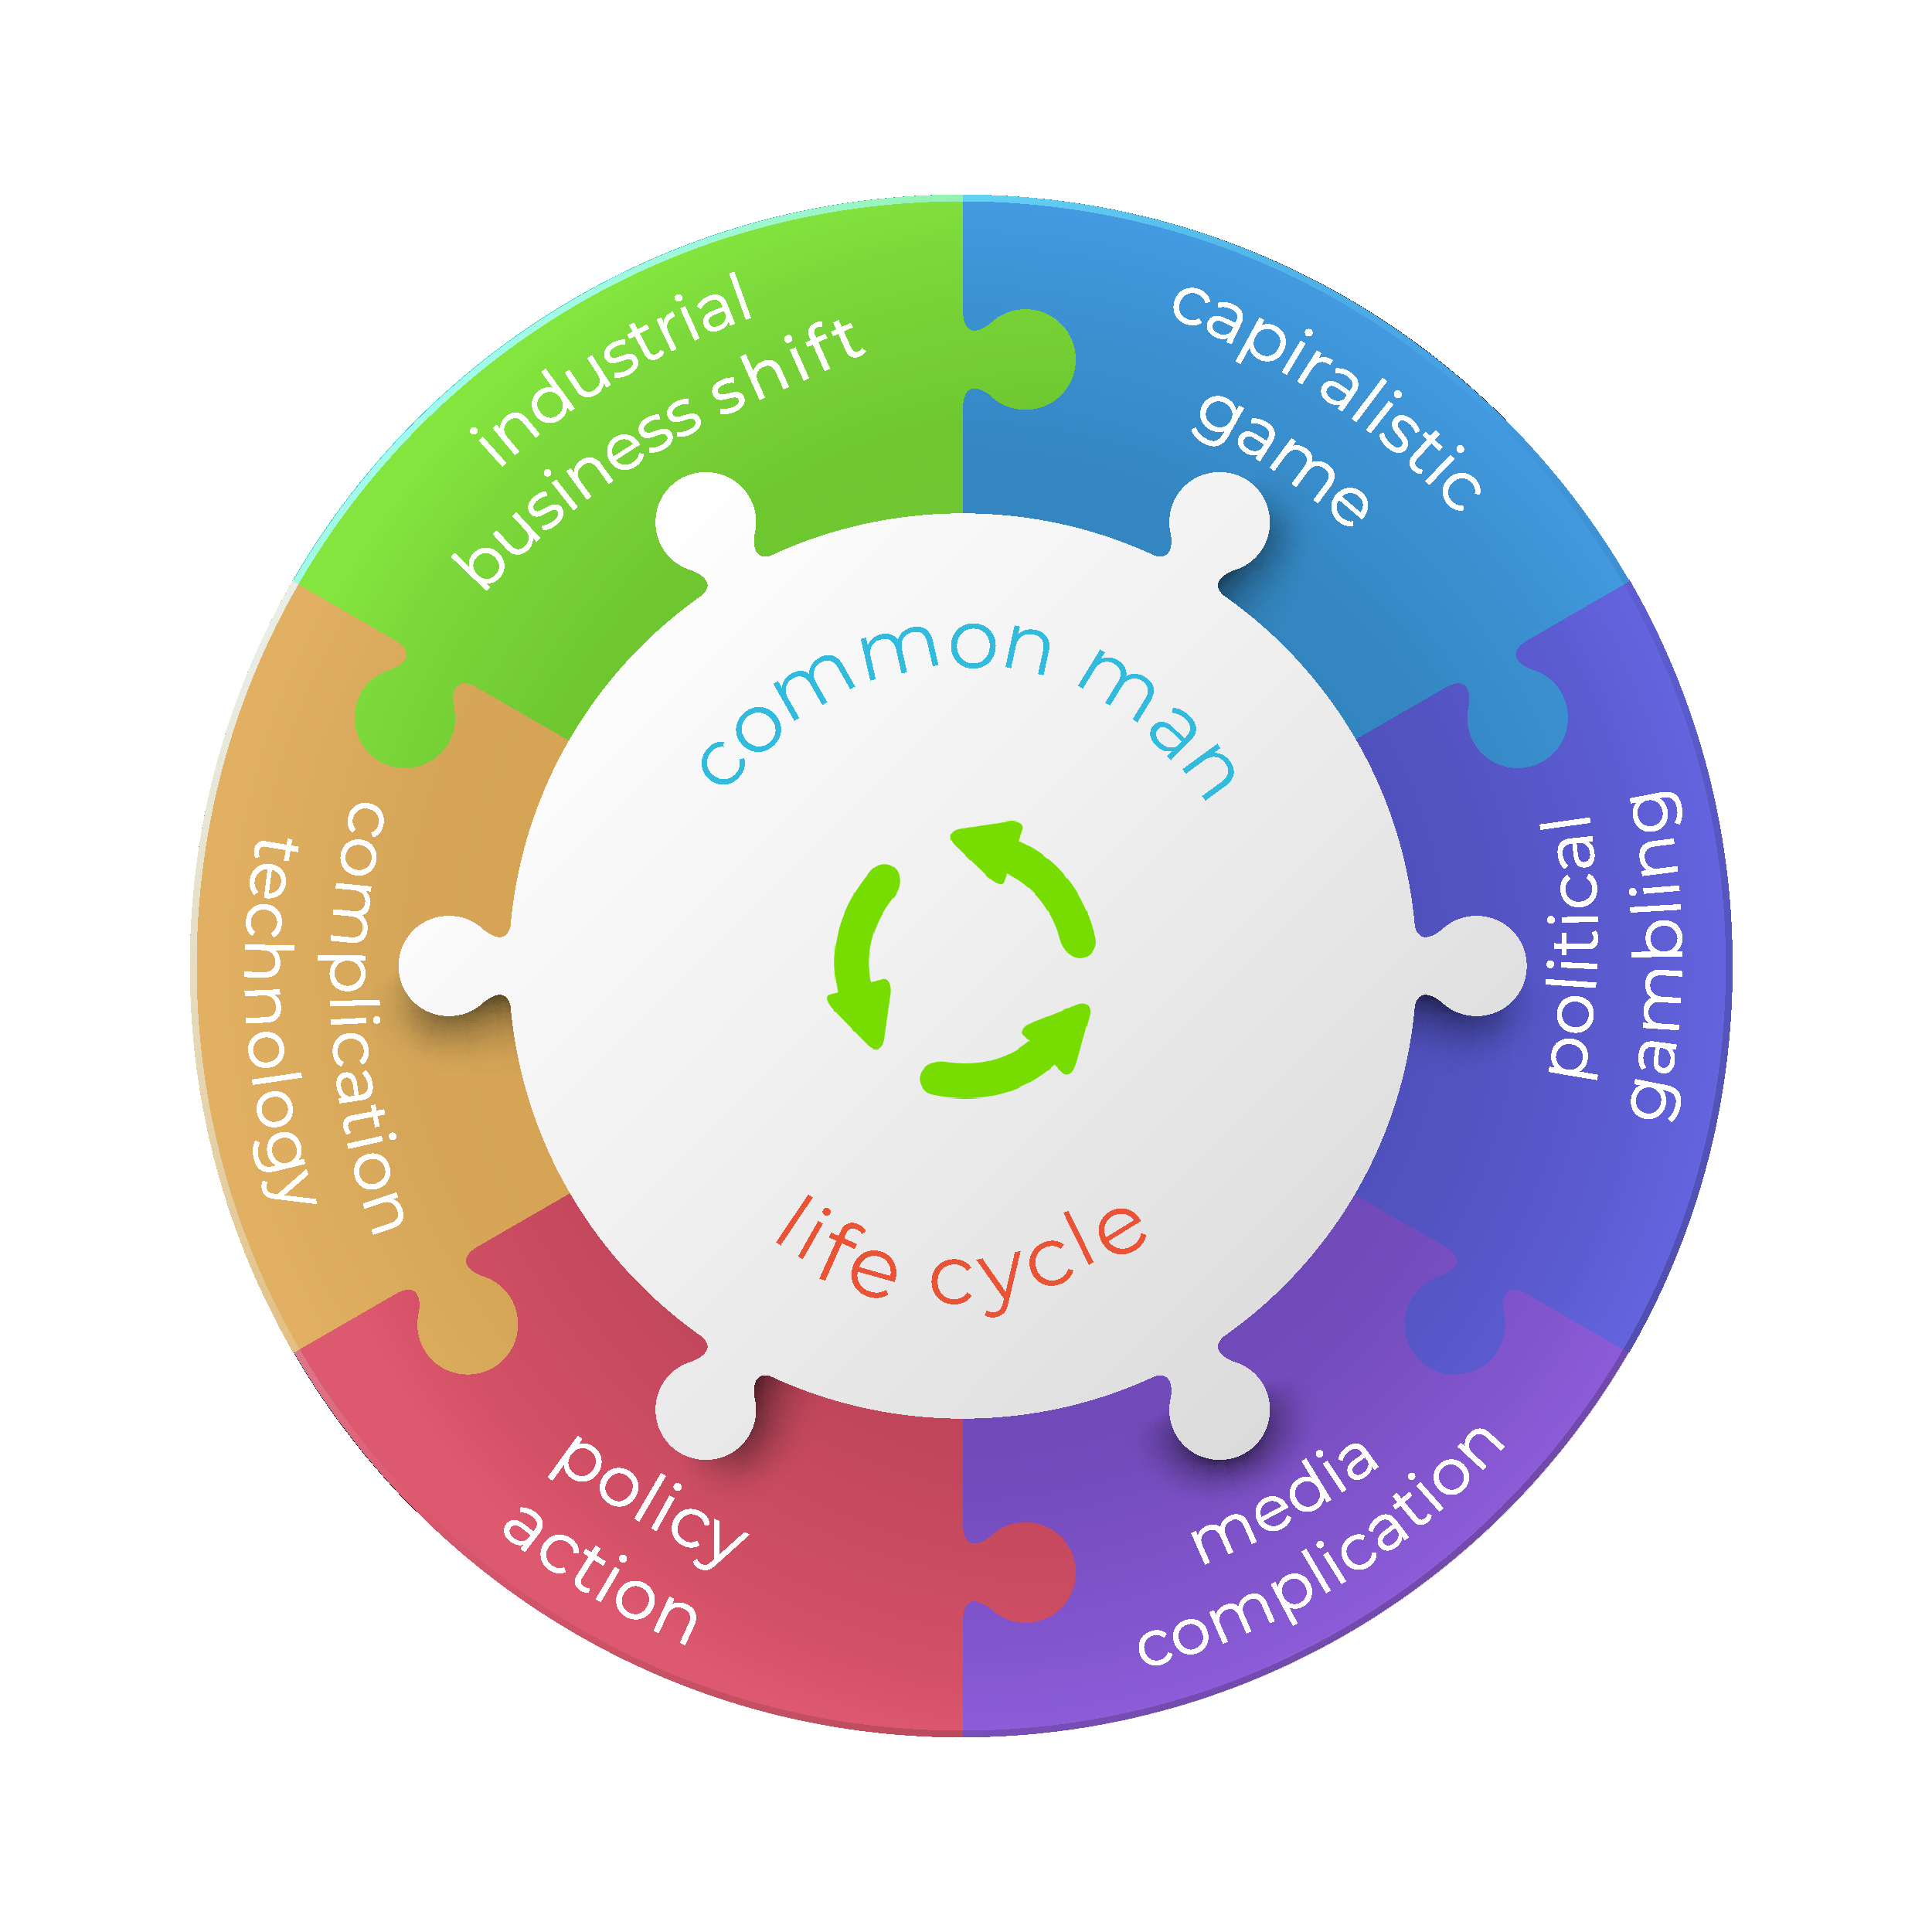 industrial
business shift
capiralistic
game
common man
technology
complication
political
gambling
life cycle
policy
action
media
complication